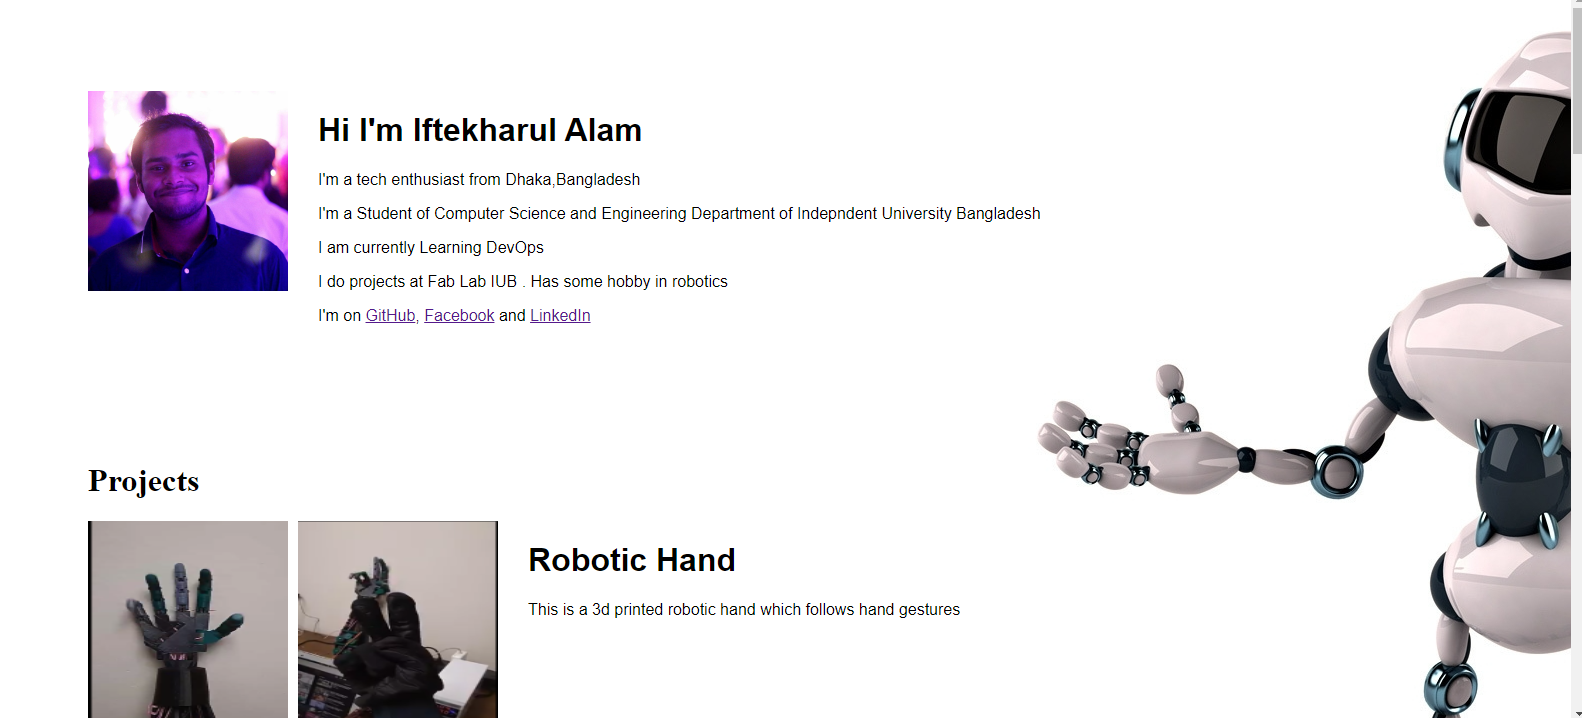 Hi I'm Iftekharul Alam
I'm a tech enthusiast from Dhaka,Bangladesh
I'm a Student of Computer Science and Engineering Department of Indepndent University Bangladesh
I am currently Learning DevOps
I do projects at Fab Lab IUB . Has some hobby in robotics
I'm on GitHub, Facebook and LinkedIn
Projects
Robotic Hand
This is a 3d printed robotic hand which follows hand gestures